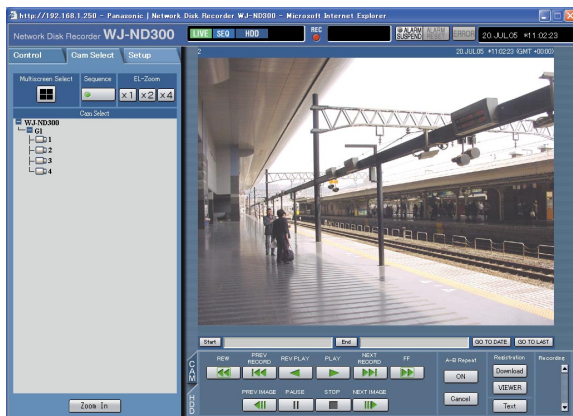 http://192.168.1.250 - Panasonic | Network Disk Recorder WJ-ND300 - Microsoft Internet Explorer
Network Disk Recorder WJ-ND300
LIVE SEQ HDD
REC
ALARM SUSPEND
ALARM RESET
ERROR
20.JUL.05 *11:02:23
Control Cam Select Setup
2
20.JUL.05 *11:02:23 (GMT +00:00)
Multiscreen Select Sequence EL-Zoom
x1 x2 x4
Cam Select
WJ-ND300
G1
1
2
3
4
Start End GO TO DATE GO TO LAST
CAM
HDD
REW PREV RECORD REV PLAY PLAY NEXT RECORD FF
PREV IMAGE PAUSE STOP NEXT IMAGE
A-B Repeat
ON
Cancel
Registration
Download
VIEWER
Text
Recording
Zoom In